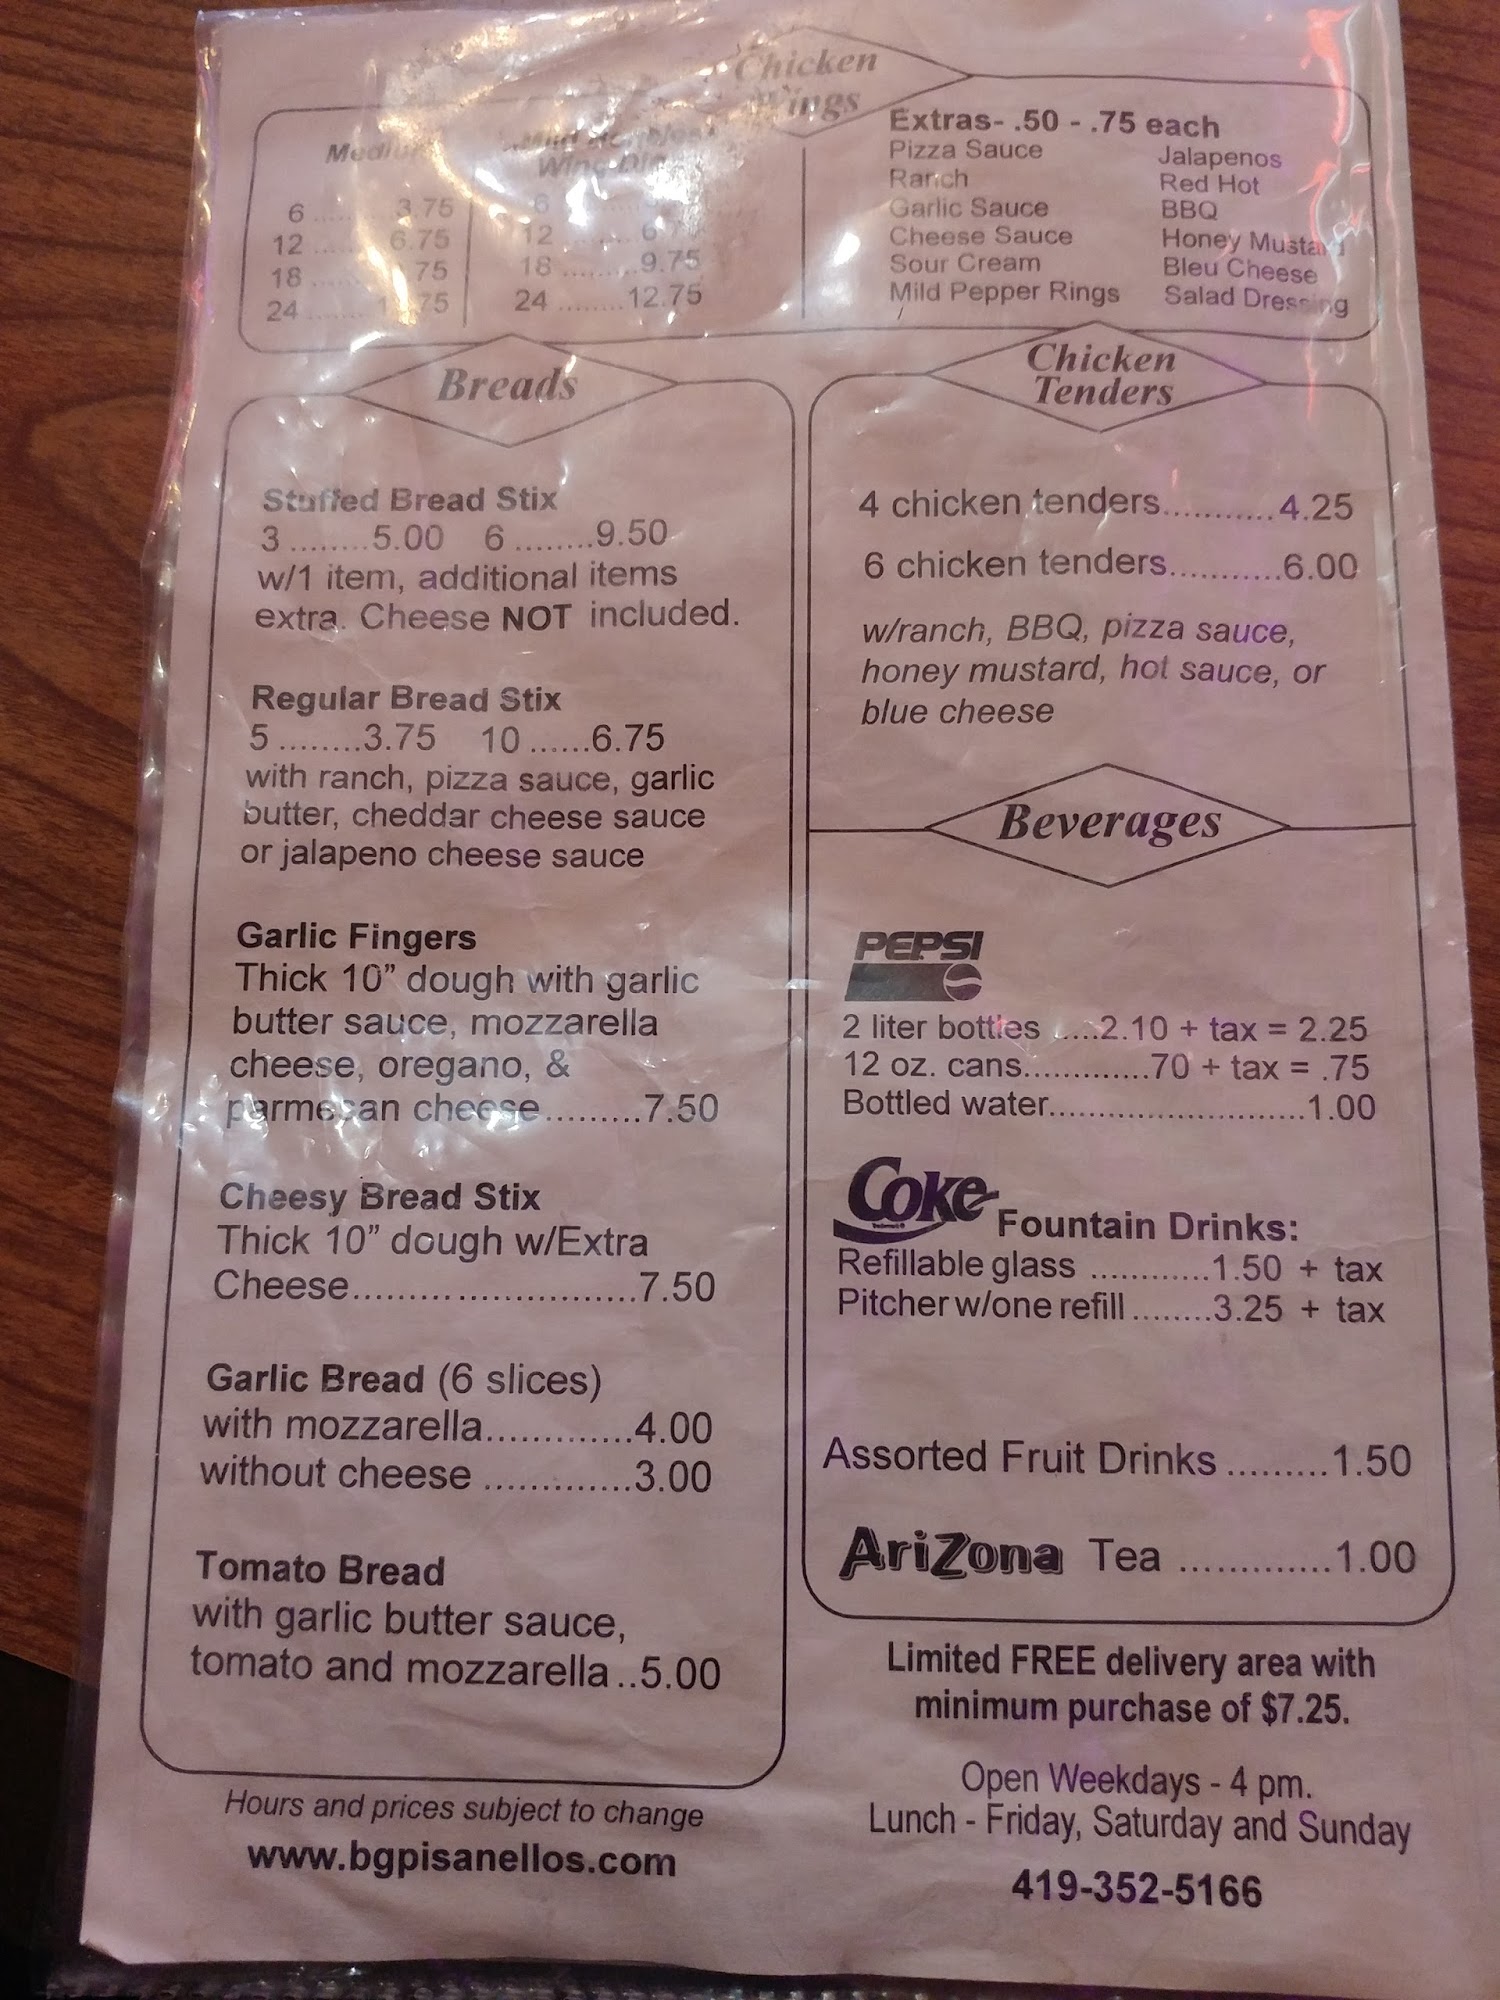 Chicken
Wings
6 ..... 3.75
12 ..... 6.75
18
24
12
18 .........9.75
24 ........12.75
Extras- .50 - .75 each
Pizza Sauce
Ranch
Garlic Sauce
Cheese Sauce
Sour Cream
Mild Pepper Rings
Jalapenos
Red Hot
BBQ
Honey Mustard
Bleu Cheese
Salad Dressing
Breads
Stuffed Bread Stix
3 ........5.00 6 ........9.50
w/1 item, additional items
extra. Cheese NOT included.
Regular Bread Stix
5 ........3.75 10 ......6.75
with ranch, pizza sauce, garlic
butter, cheddar cheese sauce
or jalapeno cheese sauce
Garlic Fingers
Thick 10” dough with garlic
butter sauce, mozzarella
cheese, oregano, &
parmesan cheese.........7.50
Cheesy Bread Stix
Thick 10” dough w/Extra
Cheese..........................7.50
Garlic Bread (6 slices)
with mozzarella.............4.00
without cheese .............3.00
Tomato Bread
with garlic butter sauce,
tomato and mozzarella ..5.00
Hours and prices subject to change
www.bgpisanellos.com
Chicken
Tenders
4 chicken tenders...........4.25
6 chicken tenders...........6.00
w/ranch, BBQ, pizza sauce,
honey mustard, hot sauce, or
blue cheese
Beverages
PEPSI
2 liter bottles .....2.10 + tax = 2.25
12 oz. cans.............70 + tax = .75
Bottled water..........................1.00
Coke Fountain Drinks:
Refillable glass ............1.50 + tax
Pitcher w/one refill ........3.25 + tax
Assorted Fruit Drinks .........1.50
AriZona Tea .............1.00
Limited FREE delivery area with
minimum purchase of $7.25.
Open Weekdays - 4 pm.
Lunch - Friday, Saturday and Sunday
419-352-5166